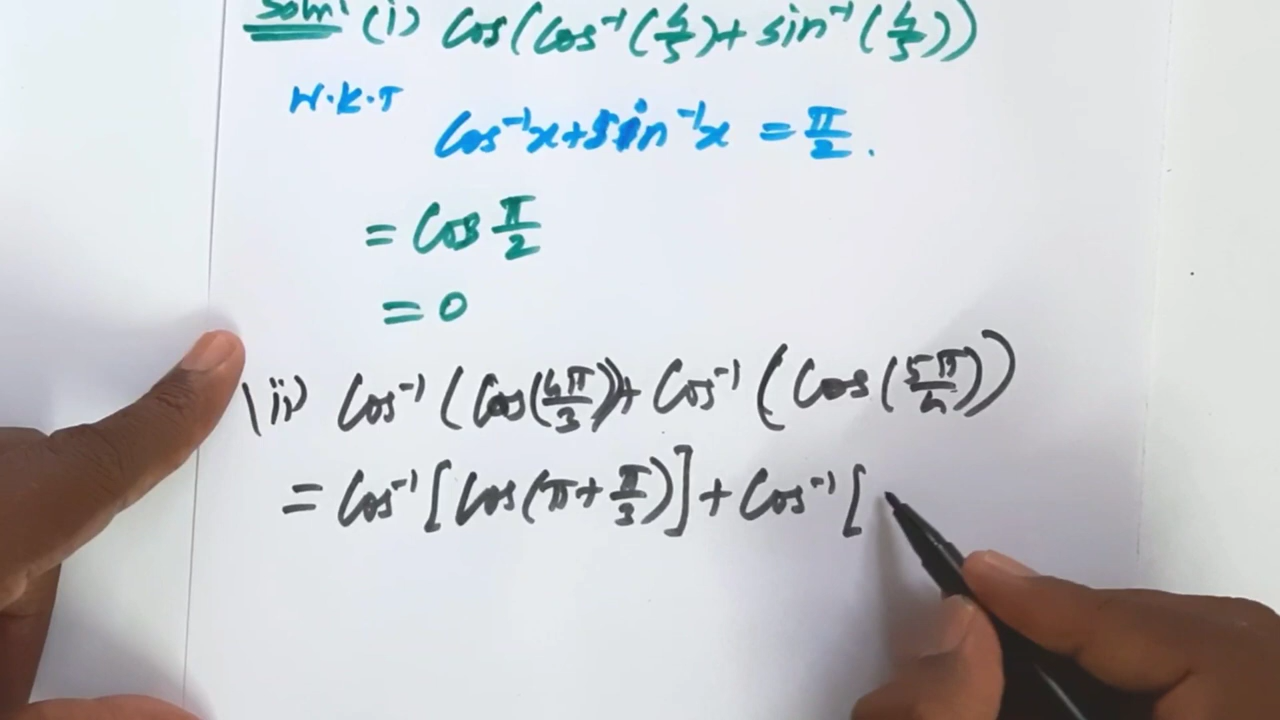 Soln: (i) Cos(Cos⁻¹(4/5)+sin⁻¹(4/5))
W.K.T
Cos⁻¹x+sin⁻¹x = π/2.
= Cos π/2
= 0
(ii) Cos⁻¹(Cos(4π/3))+ Cos⁻¹(Cos(5π/4))
= Cos⁻¹[Cos(π+π/3)]+Cos⁻¹[